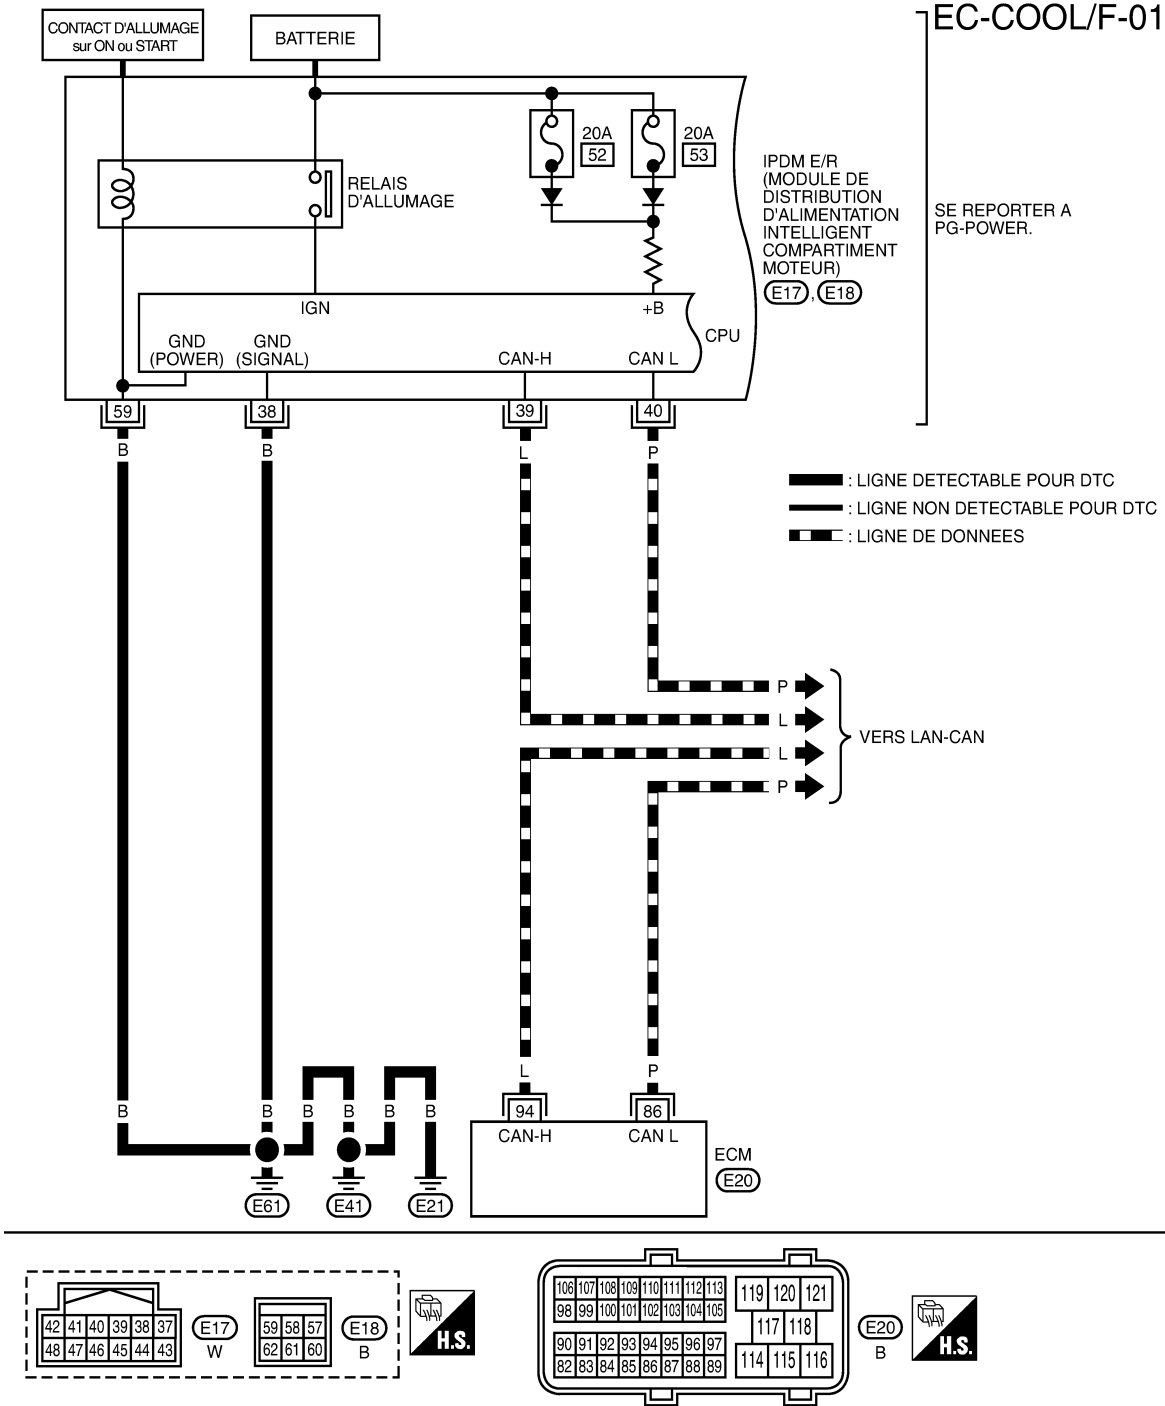 EC-COOL/F-01
CONTACT D'ALLUMAGE
sur ON ou START
BATTERIE
20A
52
20A
53
RELAIS
D'ALLUMAGE
IPDM E/R
(MODULE DE
DISTRIBUTION
D'ALIMENTATION
INTELLIGENT
COMPARTIMENT
MOTEUR)
E17 , E18
SE REPORTER A
PG-POWER.
IGN
+B
CPU
GND
(POWER)
GND
(SIGNAL)
CAN-H
CAN L
59
38
39
40
B
B
L
P
: LIGNE DETECTABLE POUR DTC
: LIGNE NON DETECTABLE POUR DTC
: LIGNE DE DONNEES
P
L
L
P
VERS LAN-CAN
L
P
B
B
B
B
B
B
94
86
CAN-H
CAN L
ECM
E20
E61
E41
E21
42 41 40 39 38 37
48 47 46 45 44 43
E17
W
59 58 57
62 61 60
E18
B
H.S.
106 107 108 109 110 111 112 113
98 99 100 101 102 103 104 105
90 91 92 93 94 95 96 97
82 83 84 85 86 87 88 89
119 120 121
117 118
114 115 116
E20
B
H.S.